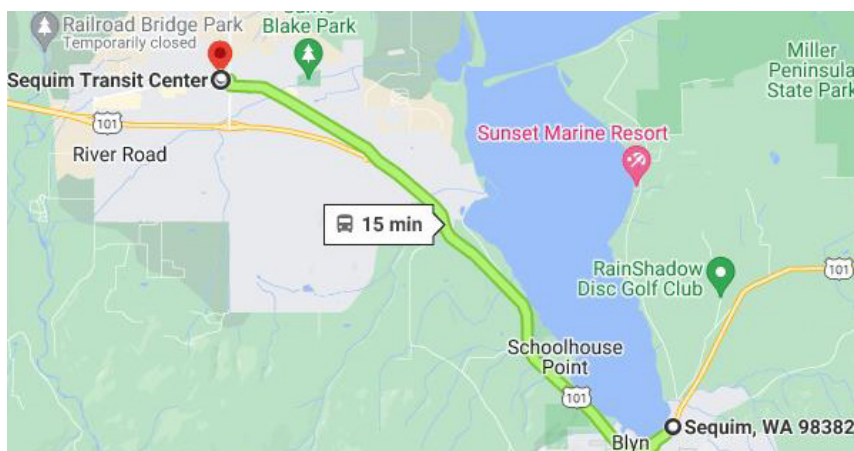 Railroad Bridge Park
Temporarily closed
Blake Park
Miller
Peninsula
State Park
Sequim Transit Center
101
River Road
Sunset Marine Resort
15 min
RainShadow
Disc Golf Club
101
Schoolhouse
Point
101
Sequim, WA 98382
Blyn